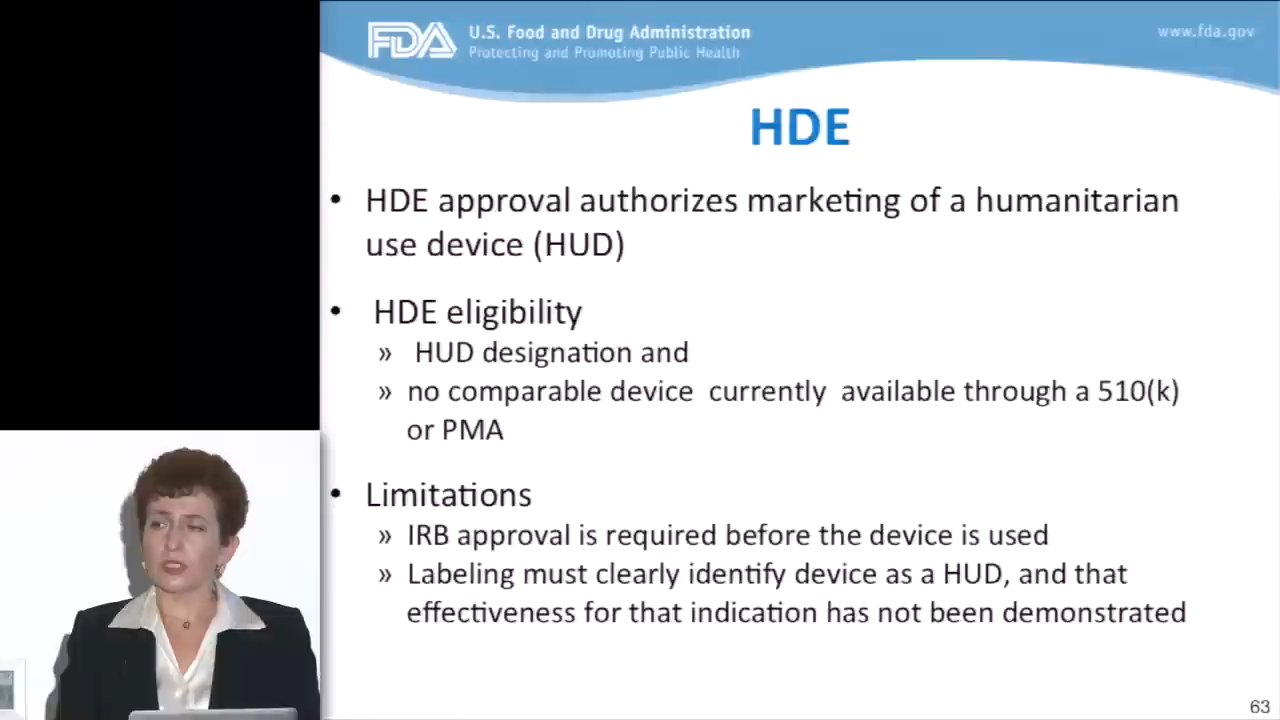 FDA U.S. Food and Drug Administration
Protecting and Promoting Public Health
www.fda.gov
HDE
• HDE approval authorizes marketing of a humanitarian
use device (HUD)
• HDE eligibility
» HUD designation and
» no comparable device currently available through a 510(k)
or PMA
• Limitations
» IRB approval is required before the device is used
» Labeling must clearly identify device as a HUD, and that
effectiveness for that indication has not been demonstrated
63